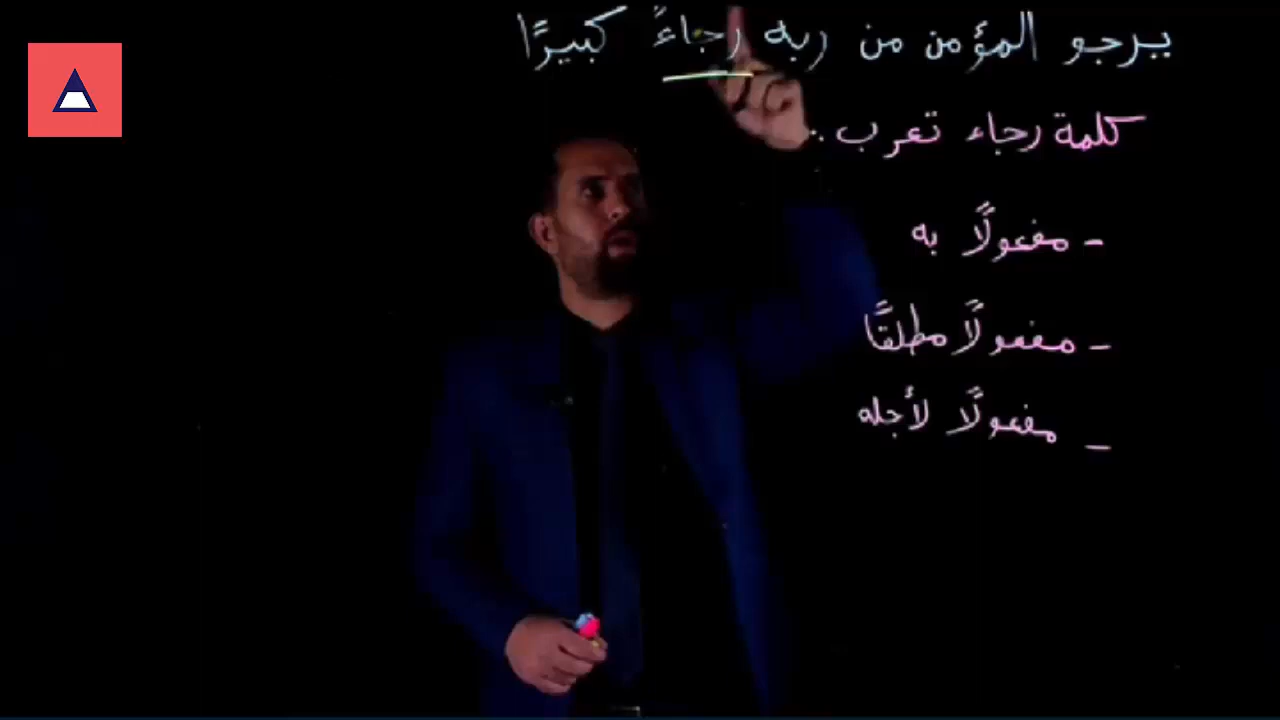 يرجو المؤمن من ربه رجاءً كبيرًا
كلمة رجاء تعرب ..
- مفعولًا به
- مفعولًا مطلقًا
- مفعولًا لأجله